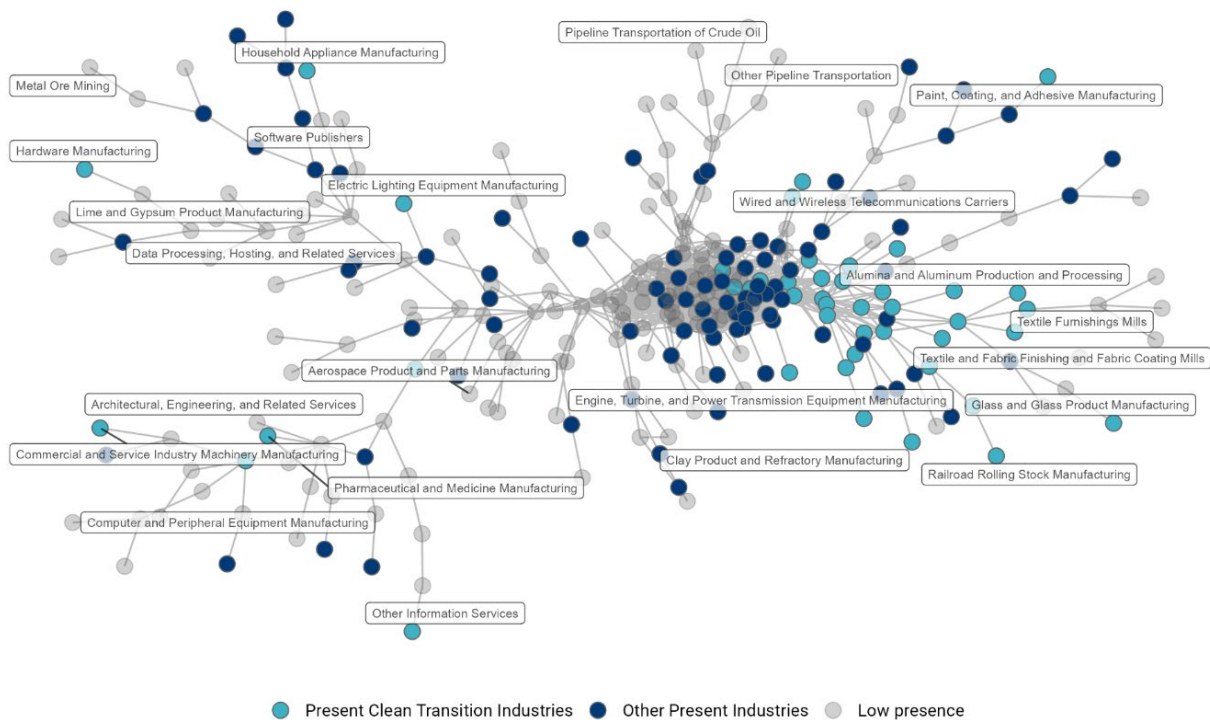 Pipeline Transportation of Crude Oil
Household Appliance Manufacturing
Other Pipeline Transportation
Metal Ore Mining
Paint, Coating, and Adhesive Manufacturing
Software Publishers
Hardware Manufacturing
Electric Lighting Equipment Manufacturing
Wired and Wireless Telecommunications Carriers
Lime and Gypsum Product Manufacturing
Data Processing, Hosting, and Related Services
Alumina and Aluminum Production and Processing
Textile Furnishings Mills
Textile and Fabric Finishing and Fabric Coating Mills
Aerospace Product and Parts Manufacturing
Engine, Turbine, and Power Transmission Equipment Manufacturing
Architectural, Engineering, and Related Services
Glass and Glass Product Manufacturing
Commercial and Service Industry Machinery Manufacturing
Clay Product and Refractory Manufacturing
Railroad Rolling Stock Manufacturing
Pharmaceutical and Medicine Manufacturing
Computer and Peripheral Equipment Manufacturing
Other Information Services
Present Clean Transition Industries
Other Present Industries
Low presence